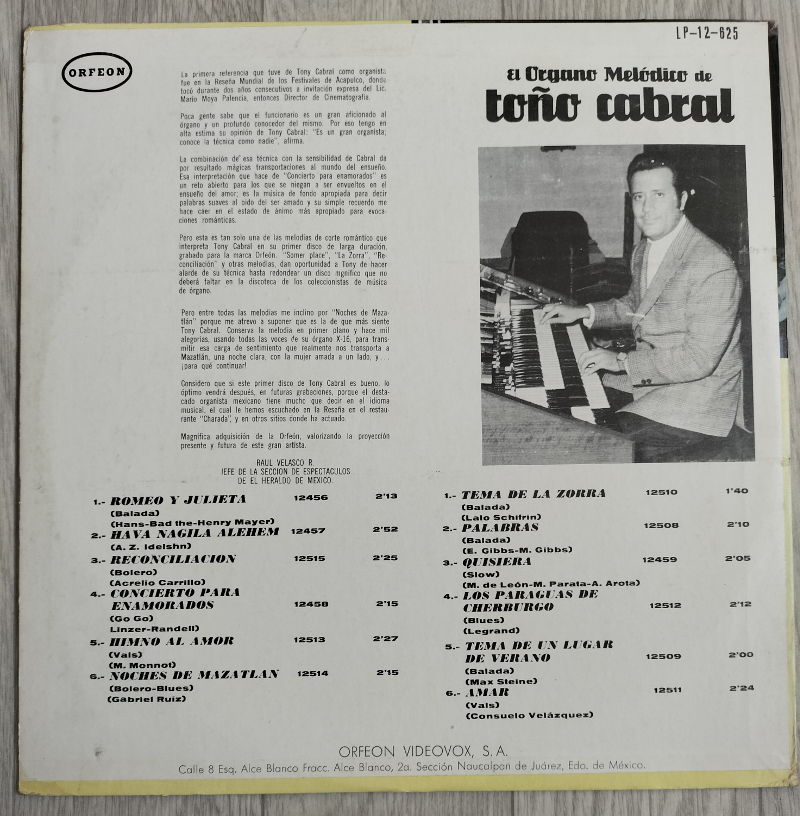 LP-12-625
ORFEON
El Organo Melódico de
toño cabral
La primera referencia que tuve de Tony Cabral como organista
fue en la Reseña Mundial de los Festivales de Acapulco, donde
tocó durante dos años consecutivos a invitación expresa del Lic.
Mario Moya Palencia, entonces Director de Cinematografía.
Poca gente sabe que el funcionario es un gran aficionado al
órgano y un profundo conocedor del mismo. Por eso tengo en
alta estima su opinión de Tony Cabral: "Es un gran organista;
conoce la técnica como nadie", afirma.
La combinación de esa técnica con la sensibilidad de Cabral da
por resultado mágicas transportaciones al mundo del ensueño.
Esa interpretación que hace de "Concierto para enamorados" es
un reto abierto para los que se niegan a ser envueltos en el
ensueño del amor; es la música de fondo apropiada para decir
palabras suaves al oído del ser amado y su simple recuerdo me
hace caer en el estado de ánimo más apropiado para evoca-
ciones románticas.
Pero esta es tan solo una de las melodías de corte romántico que
interpreta Tony Cabral en su primer disco de larga duración,
grabado para la marca Orfeón. "Somer place", "La Zorra", "Re-
conciliación" y otras melodías, dan oportunidad a Tony de hacer
alarde de su técnica hasta redondear un disco mgnífico que no
deberá faltar en la discoteca de los coleccionistas de música
de órgano.
Pero entre todas las melodías me inclino por "Noches de Maza-
tlán" porque me atrevo a suponer que es la de que más siente
Tony Cabral. Conserva la melodía en primer plano y hace mil
alegorías, usando todas las voces de su órgano X-16, para trans-
mitir esa carga de sentimiento que realmente nos transporta a
Mazatlán, una noche clara, con la mujer amada a un lado, y...
¡para qué continuar!
Considero que si este primer disco de Tony Cabral es bueno, lo
óptimo vendrá después, en futuras grabaciones, porque el desta-
cado organista mexicano tiene mucho que decir en el idioma
musical, el cual le hemos escuchado en la Reseña en el restau-
rante "Charada", y en otros sitios donde ha actuado.
Magnífica adquisición de la Orfeón, valorizando la proyección
presente y futura de este gran artista.
RAUL VELASCO R.
JEFE DE LA SECCION DE ESPECTACULOS
DE EL HERALDO DE MEXICO
1.- ROMEO Y JULIETA 12456 2'13
(Balada)
(Hans-Bad the-Henry Mayer)
2.- HAVA NAGILA ALEHEM 12457 2'52
(A. Z. Idelshn)
3.- RECONCILIACION 12515 2'25
(Bolero)
(Acrelio Carrillo)
4.- CONCIERTO PARA
ENAMORADOS 12458 2'15
(Go Go)
Linzer-Randell)
5.- HIMNO AL AMOR 12513 2'27
(Vals)
(M. Monnot)
6.- NOCHES DE MAZATLAN 12514 2'15
(Bolero-Blues)
(Gabriel Ruiz)
1.- TEMA DE LA ZORRA 12510 1'40
(Balada)
(Lalo Schifrin)
2.- PALABRAS 12508 2'10
(Balada)
(E. Gibbs-M. Gibbs)
3.- QUISIERA 12459 2'05
(Slow)
(M. de León-M. Parata-A. Arota)
4.- LOS PARAGUAS DE
CHERBURGO 12512 2'12
(Blues)
(Legrand)
5.- TEMA DE UN LUGAR
DE VERANO 12509 2'00
(Balada)
(Max Steine)
6.- AMAR 12511 2'24
(Vals)
(Consuelo Velázquez)
ORFEON VIDEOVOX, S. A.
Calle 8 Esq. Alce Blanco Fracc. Alce Blanco, 2a. Sección Naucalpan de Juárez, Edo. de México.